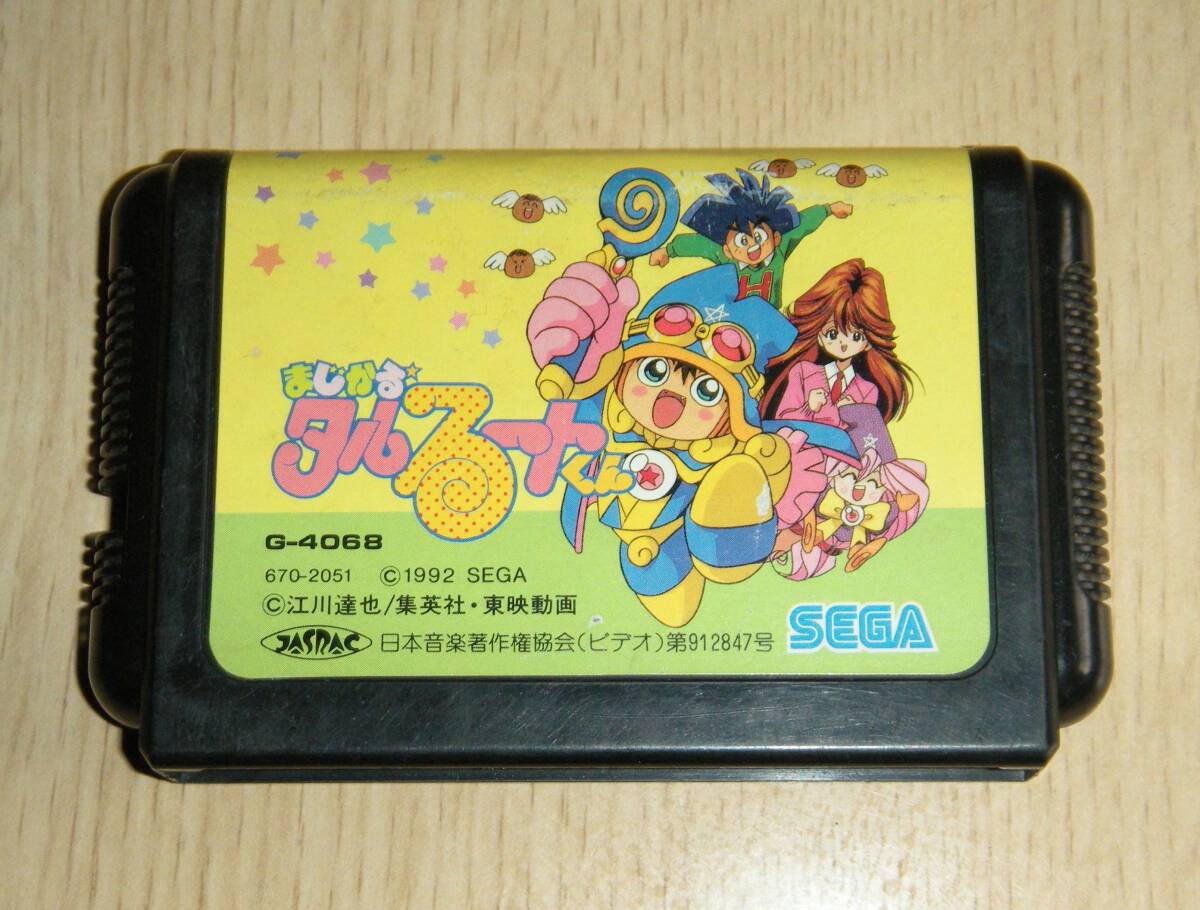 まじかる☆
タルるートくん
H
G-4068
670-2051 ©1992 SEGA
©江川達也/集英社・東映動画
JASRAC 日本音楽著作権協会(ビデオ)第912847号
SEGA